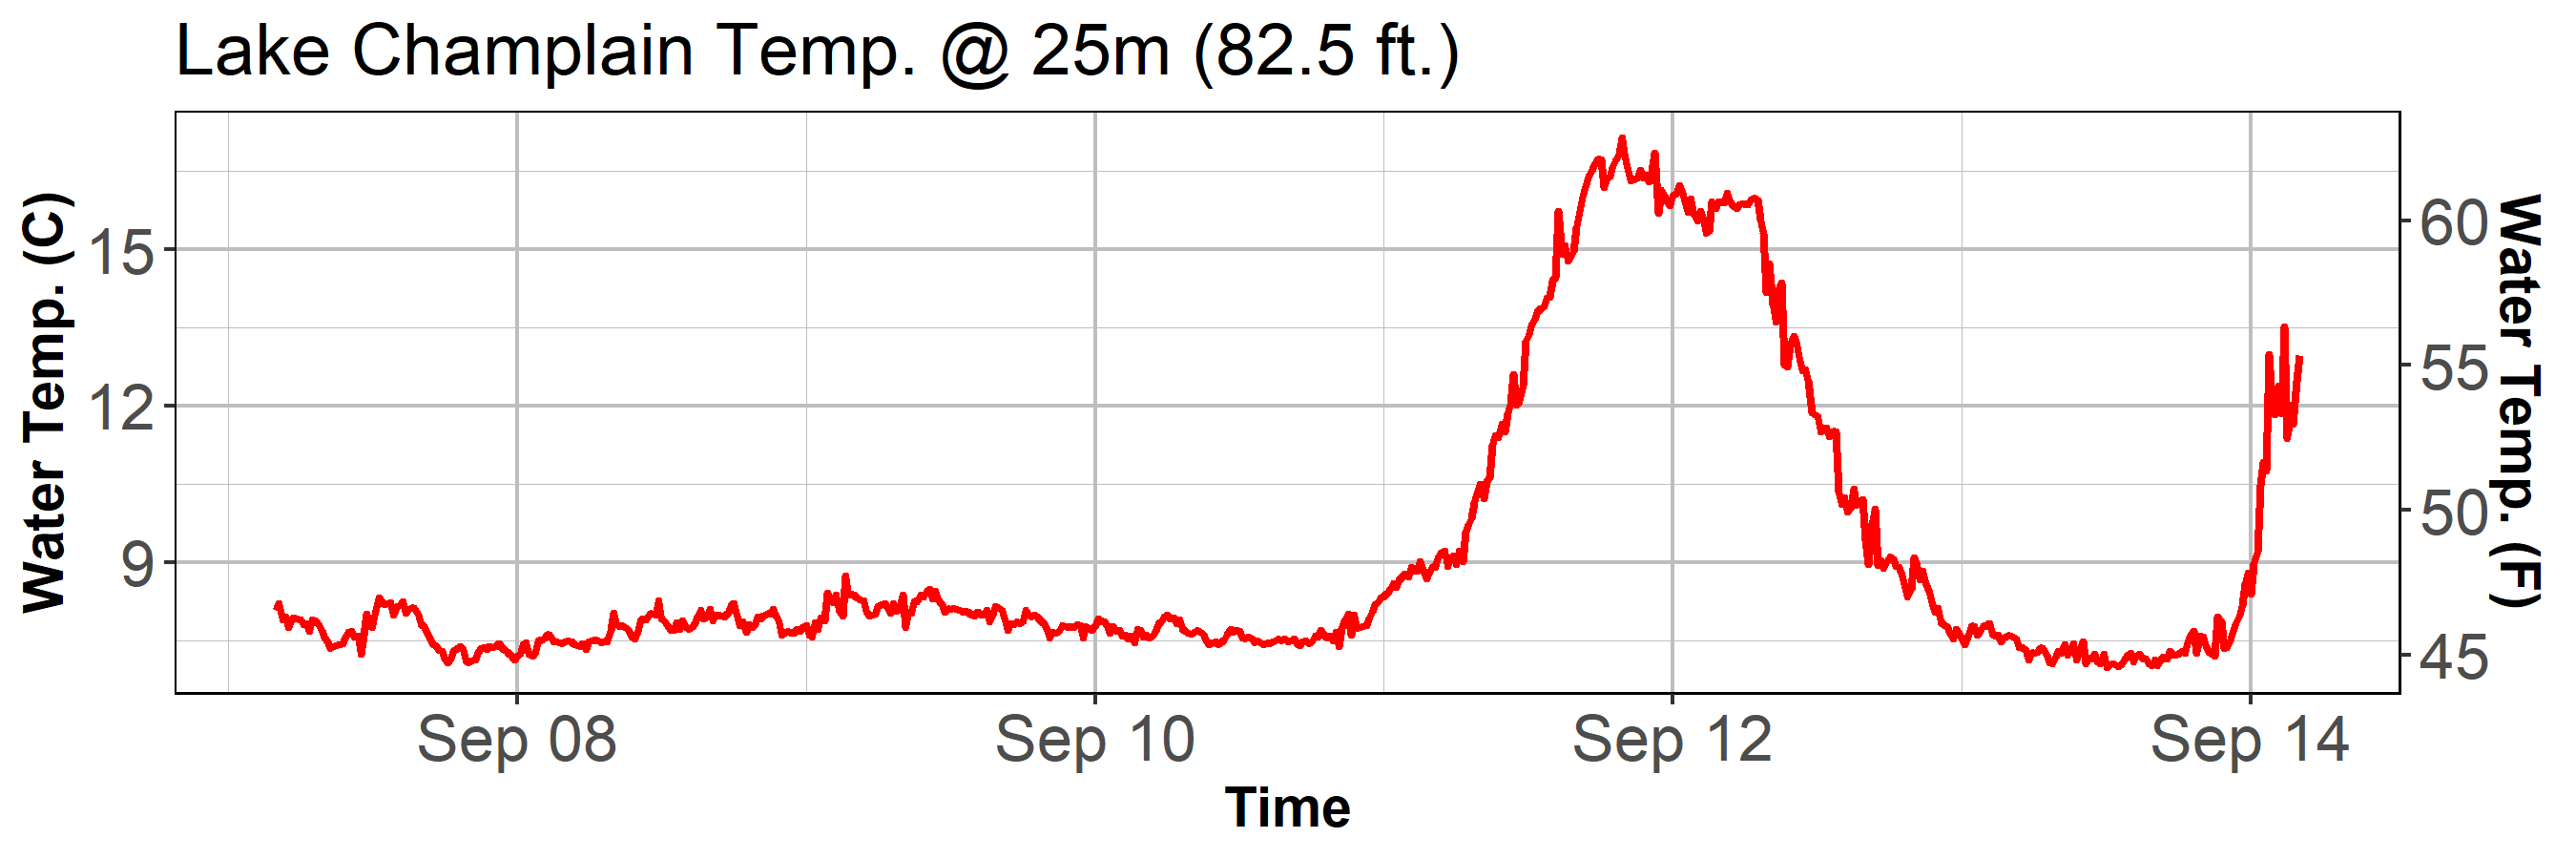 Lake Champlain Temp. @ 25m (82.5 ft.)
Water Temp. (C)
15
12
9
60
55
50
45
Water Temp. (F)
Sep 08
Sep 10
Sep 12
Sep 14
Time